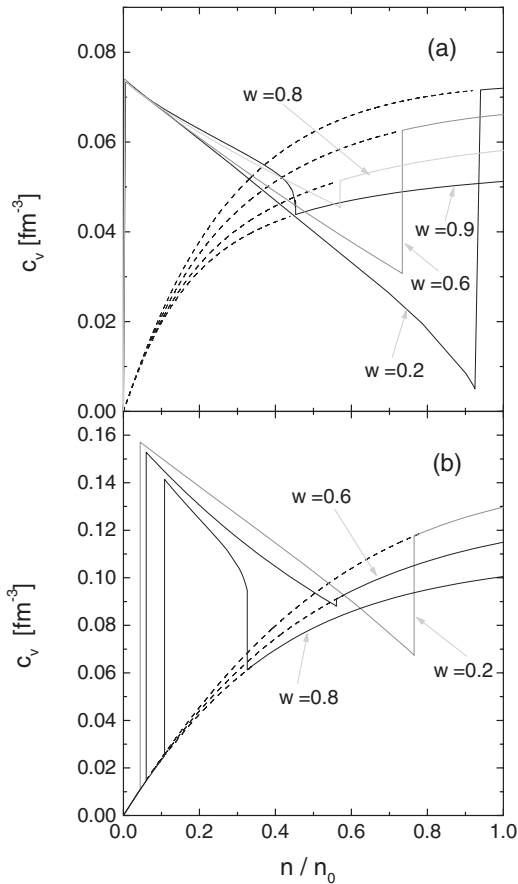 0.08
(a)
w =0.8
0.06
c_v [fm^-3]
0.04
w =0.9
w =0.6
0.02
w =0.2
0.00
0.16
(b)
0.14
w =0.6
0.12
0.10
c_v [fm^-3]
0.08
0.06
w =0.8
w =0.2
0.04
0.02
0.00
0.0 0.2 0.4 0.6 0.8 1.0
n / n_0